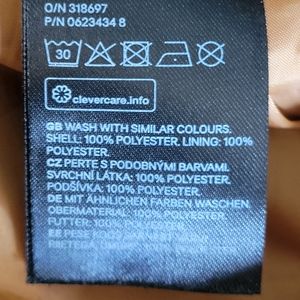 O/N 318697
P/N 0623434 8
30
clevercare.info
GB WASH WITH SIMILAR COLOURS.
SHELL: 100% POLYESTER, LINING: 100%
POLYESTER.
CZ PERTE S PODOBNÝMI BARVAMI.
SVRCHNÍ LÁTKA: 100% POLYESTER,
PODŠÍVKA: 100% POLYESTER.
DE MIT ÄHNLICHEN FARBEN WASCHEN.
OBERMATERIAL: 100% POLYESTER,
FUTTER: 100% POLYESTER.
EE PESE